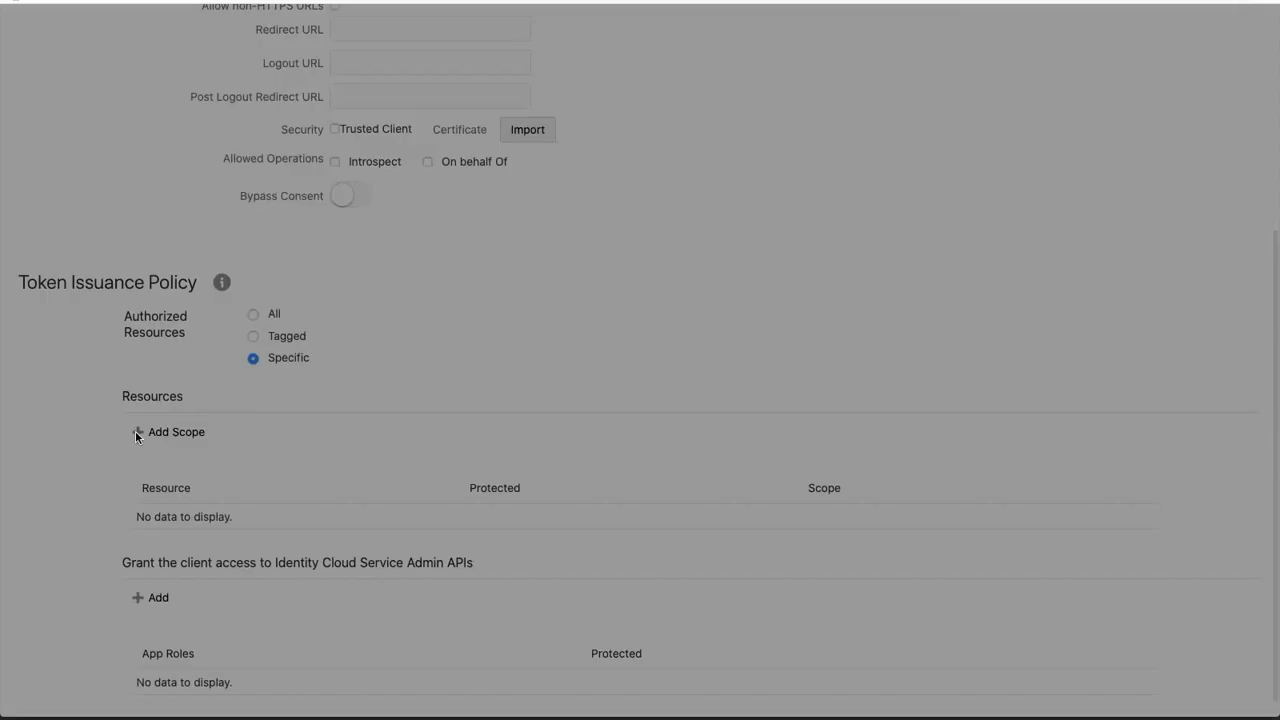 Allow non-HTTPS URLs
Redirect URL
Logout URL
Post Logout Redirect URL
Security Trusted Client Certificate Import
Allowed Operations Introspect On behalf Of
Bypass Consent
Token Issuance Policy
Authorized Resources
All
Tagged
Specific
Resources
Add Scope
Resource Protected Scope
No data to display.
Grant the client access to Identity Cloud Service Admin APIs
Add
App Roles Protected
No data to display.